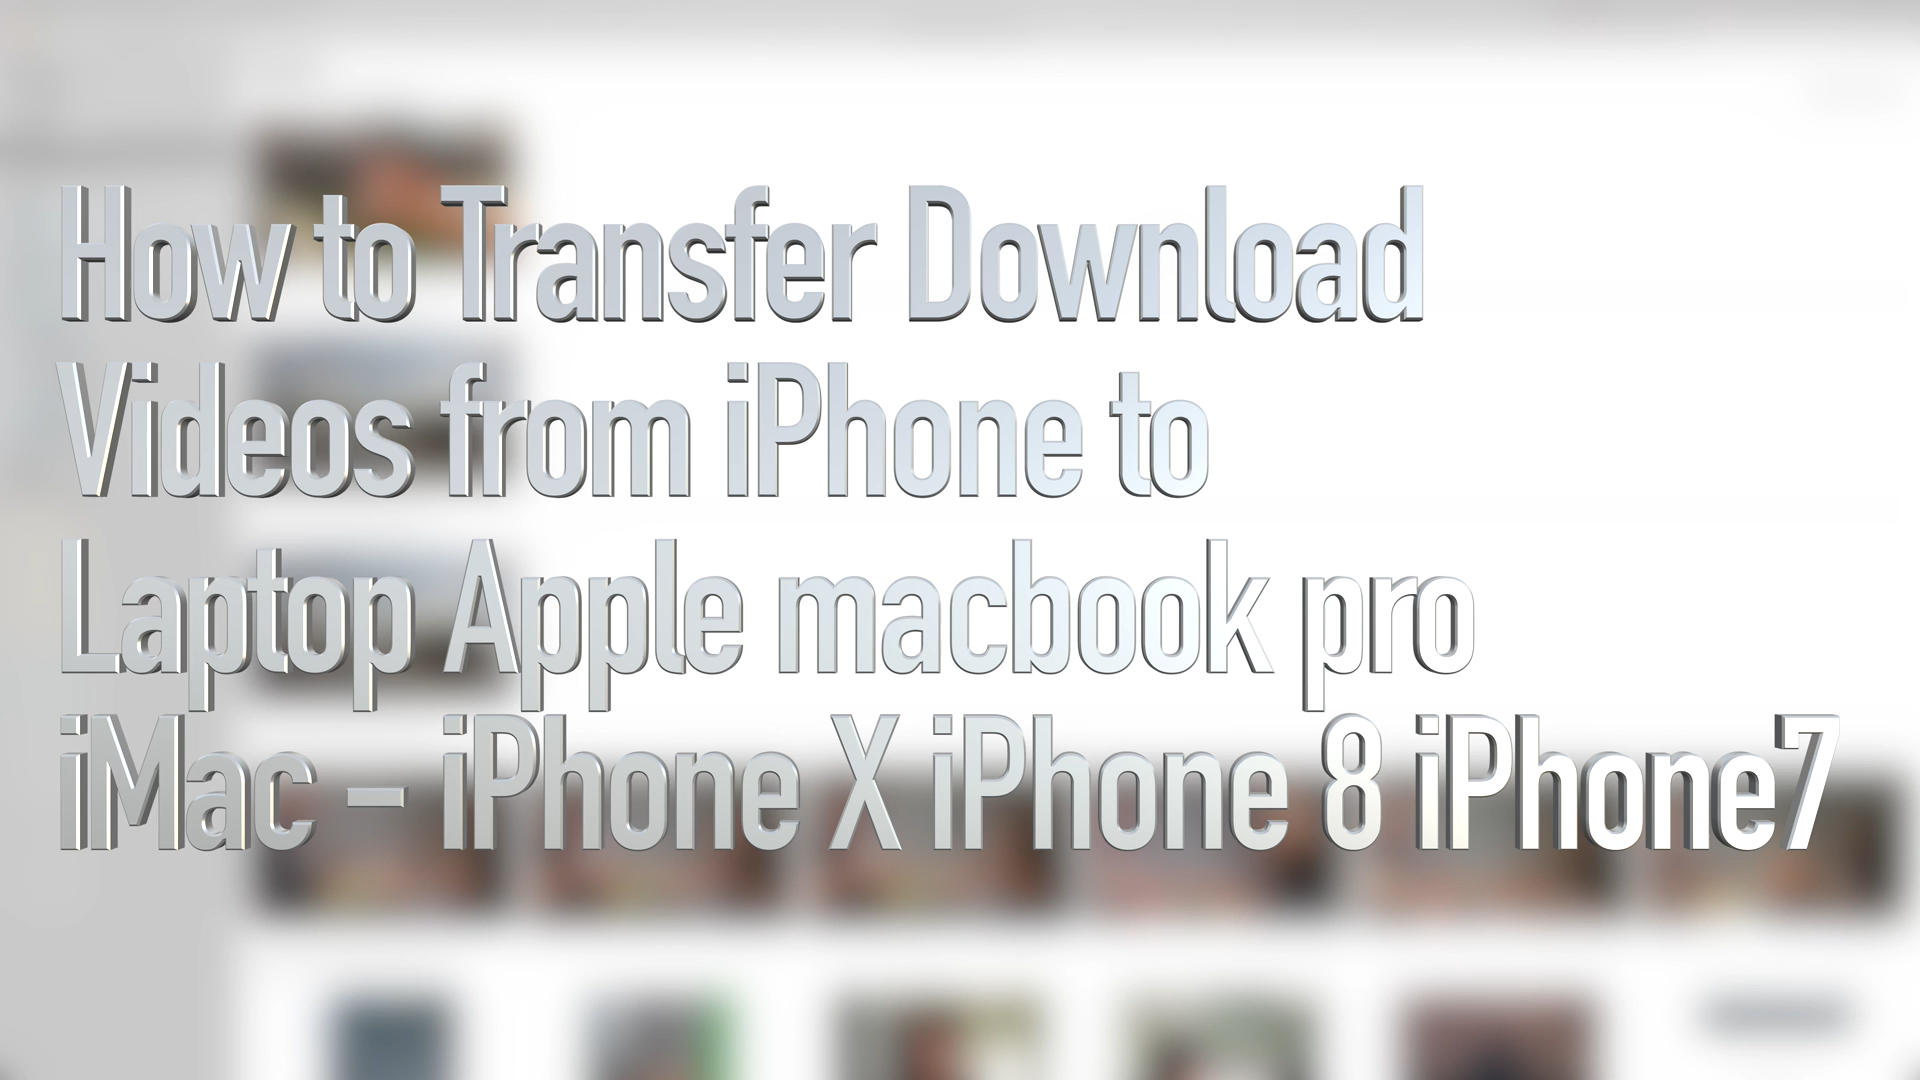 How to Transfer Download
Videos from iPhone to
Laptop Apple macbook pro
iMac – iPhone X iPhone 8 iPhone7